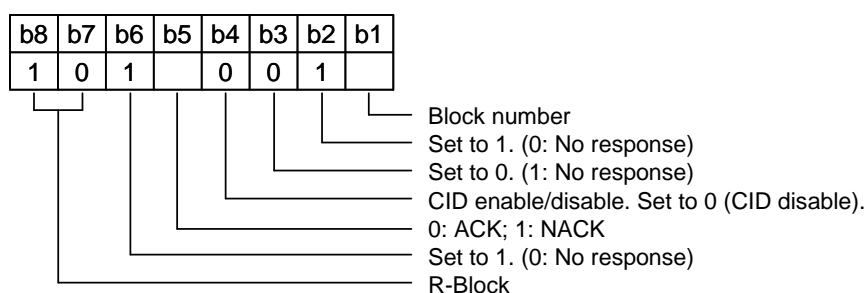 b8 b7 b6 b5 b4 b3 b2 b1
1 0 1 0 0 1
Block number
Set to 1. (0: No response)
Set to 0. (1: No response)
CID enable/disable. Set to 0 (CID disable).
0: ACK; 1: NACK
Set to 1. (0: No response)
R-Block